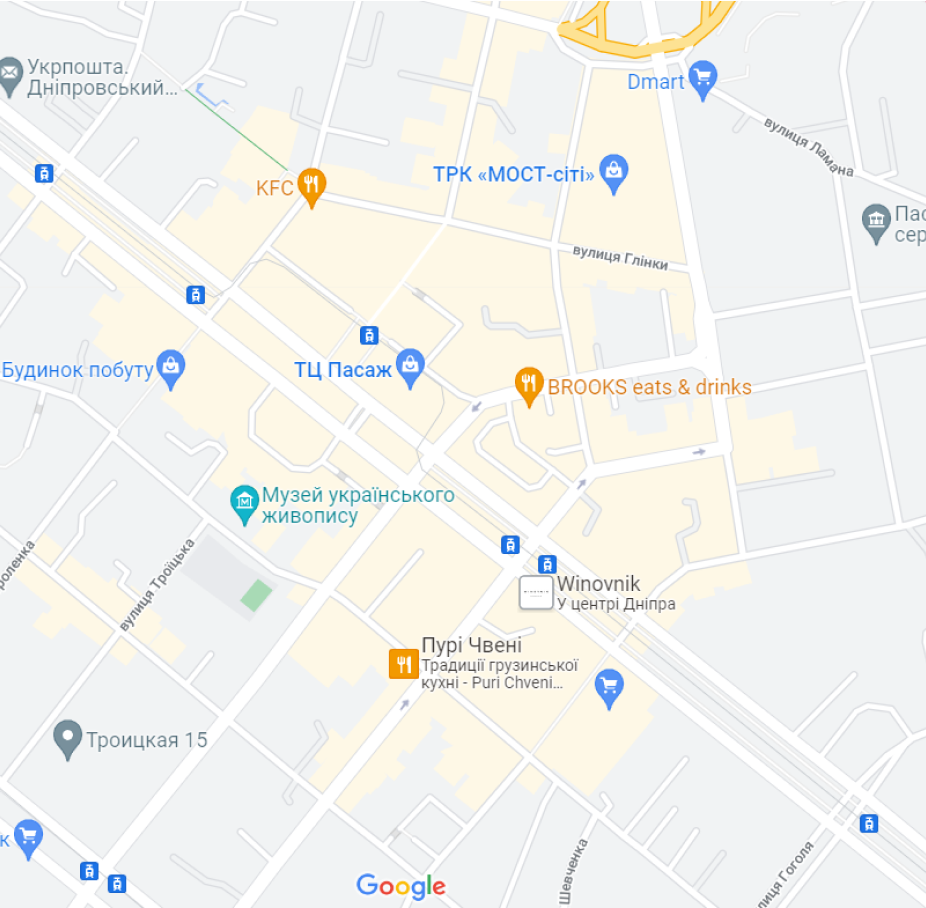 Укрпошта.
Дніпровський...
Dmart
вулиця Ламана
ТРК «МОСТ-сіті»
KFC
Пас
сер
вулиця Глінки
Будинок побуту
ТЦ Пасаж
BROOKS eats & drinks
Музей українського
живопису
роленка
вулиця Троїцька
Winovnik
У центрі Дніпра
Пурі Чвені
Традиції грузинської
кухні - Puri Chveni...
Троицкая 15
к
Шевченка
лиця Гоголя
Google